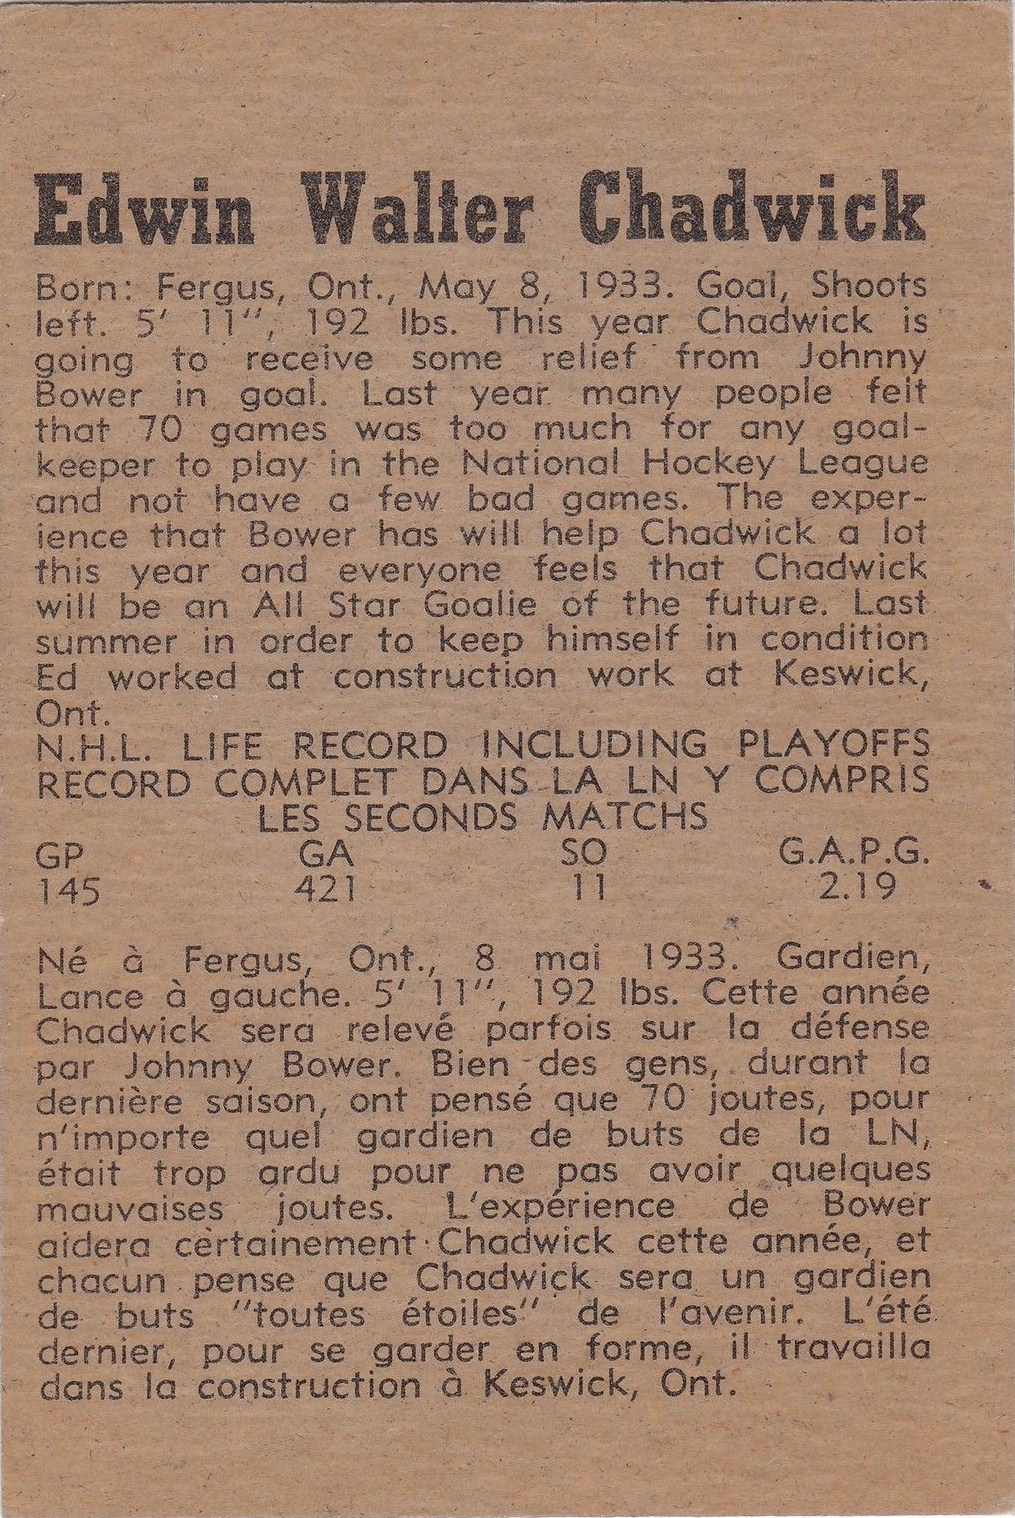 Edwin Walter Chadwick
Born: Fergus, Ont., May 8, 1933. Goal, Shoots
left. 5' 11", 192 lbs. This year Chadwick is
going to receive some relief from Johnny
Bower in goal. Last year many people felt
that 70 games was too much for any goal-
keeper to play in the National Hockey League
and not have a few bad games. The exper-
ience that Bower has will help Chadwick a lot
this year and everyone feels that Chadwick
will be an All Star Goalie of the future. Last
summer in order to keep himself in condition
Ed worked at construction work at Keswick,
Ont.
N.H.L. LIFE RECORD INCLUDING PLAYOFFS
RECORD COMPLET DANS LA LN Y COMPRIS
LES SECONDS MATCHS
GP GA SO G.A.P.G.
145 421 11 2.19
Né à Fergus, Ont., 8 mai 1933. Gardien,
Lance à gauche. 5' 11", 192 lbs. Cette année
Chadwick sera relevé parfois sur la défense
par Johnny Bower. Bien des gens, durant la
dernière saison, ont pensé que 70 joutes, pour
n'importe quel gardien de buts de la LN,
était trop ardu pour ne pas avoir quelques
mauvaises joutes. L'expérience de Bower
aidera cèrtainement Chadwick cette année, et
chacun pense que Chadwick sera un gardien
de buts "toutes étoiles" de l'avenir. L'été
dernier, pour se garder en forme, il travailla
dans la construction à Keswick, Ont.